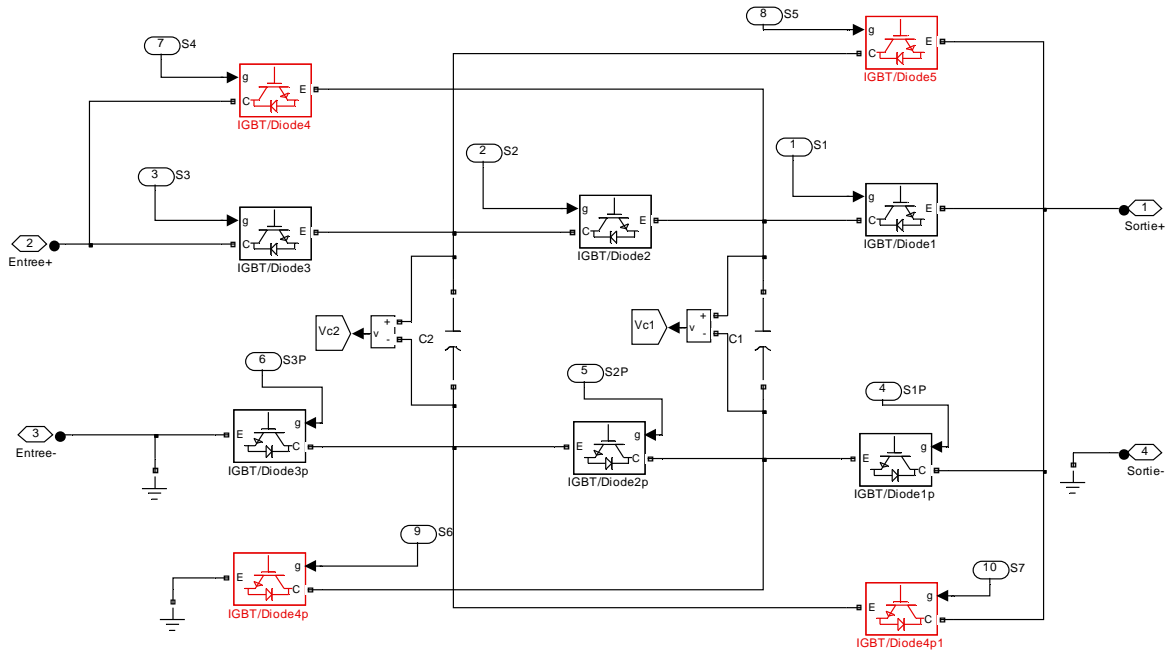 8 S5
g
C
E
IGBT/Diode5
7 S4
g
C
E
IGBT/Diode4
3 S3
g
C
E
IGBT/Diode3
2 S2
g
C
E
IGBT/Diode2
1 S1
g
C
E
IGBT/Diode1
2
Entree+
1
Sortie+
Vc2
v
+
-
C2
Vc1
v
+
-
C1
6 S3P
E
g
C
IGBT/Diode3p
5 S2P
E
g
C
IGBT/Diode2p
4 S1P
E
g
C
IGBT/Diode1p
3
Entree-
4
Sortie-
9 S6
E
g
C
IGBT/Diode4p
10 S7
E
g
C
IGBT/Diode4p1